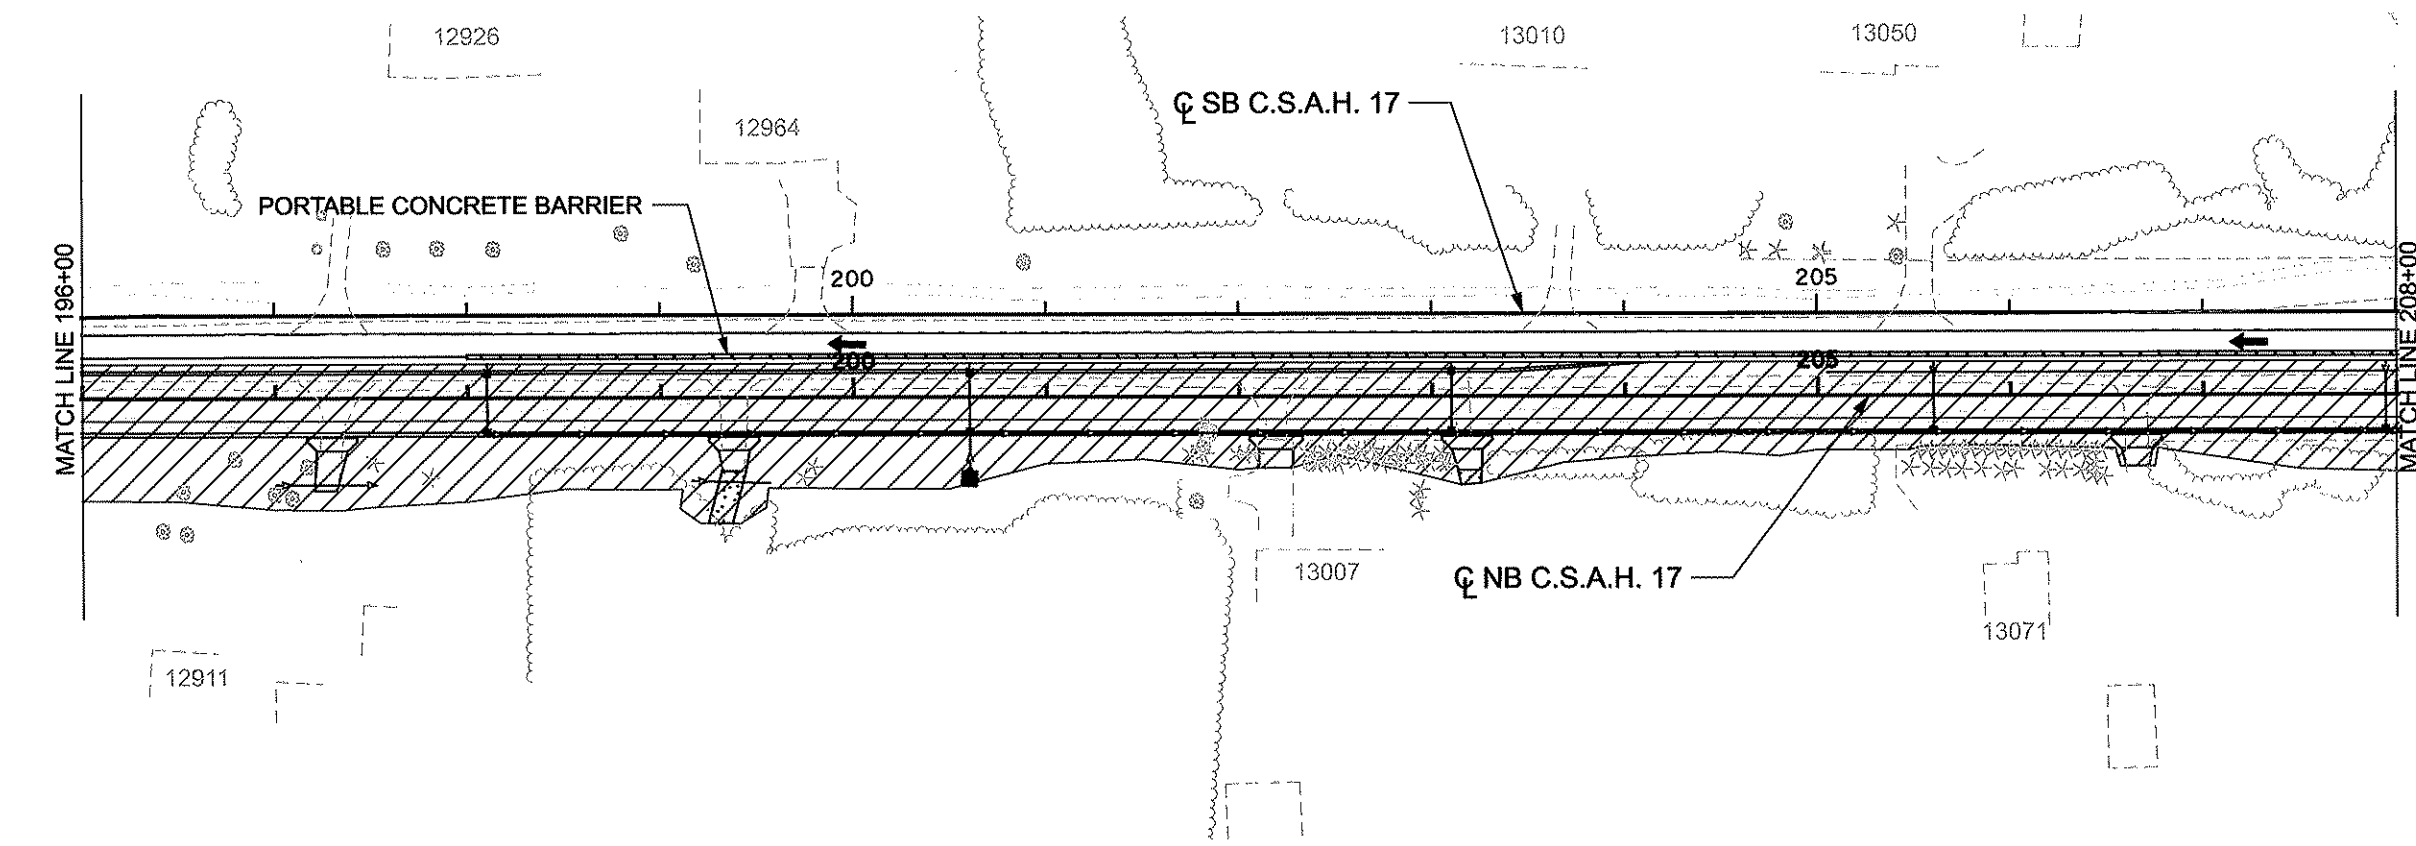 12926
13010
13050
℄ SB C.S.A.H. 17
12964
PORTABLE CONCRETE BARRIER
MATCH LINE 196+00
MATCH LINE 208+00
200
205
200
205
13007
℄ NB C.S.A.H. 17
13071
12911